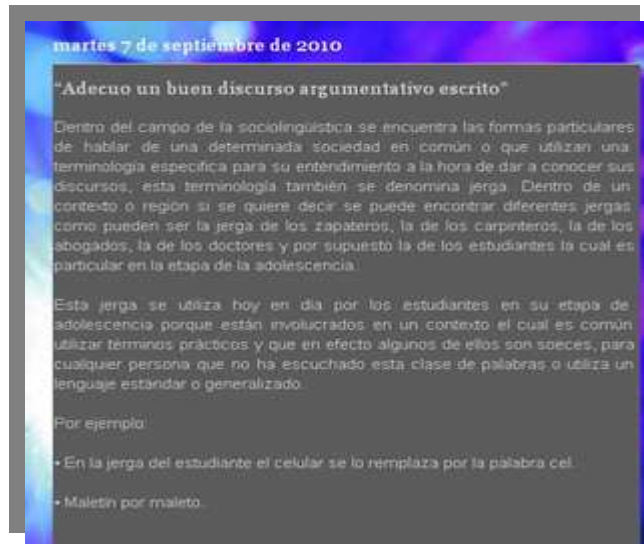 martes 7 de septiembre de 2010
“Adecuo un buen discurso argumentativo escrito”
Dentro del campo de la sociolingüística se encuentra las formas particulares
de hablar de una determinada sociedad en común o que utilizan una
terminología especifica para su entendimiento a la hora de dar a conocer sus
discursos, esta terminología también se denomina jerga. Dentro de un
contexto o región si se quiere decir se puede encontrar diferentes jergas
como pueden ser la jerga de los zapateros, la de los carpinteros, la de los
abogados, la de los doctores y por supuesto la de los estudiantes la cual es
particular en la etapa de la adolescencia.
Esta jerga se utiliza hoy en día por los estudiantes en su etapa de
adolescencia porque están involucrados en un contexto el cual es común
utilizar términos prácticos y que en efecto algunos de ellos son soeces, para
cualquier persona que no ha escuchado esta clase de palabras o utiliza un
lenguaje estándar o generalizado.
Por ejemplo:
• En la jerga del estudiante el celular se lo remplaza por la palabra cel.
• Maletín por maleto.